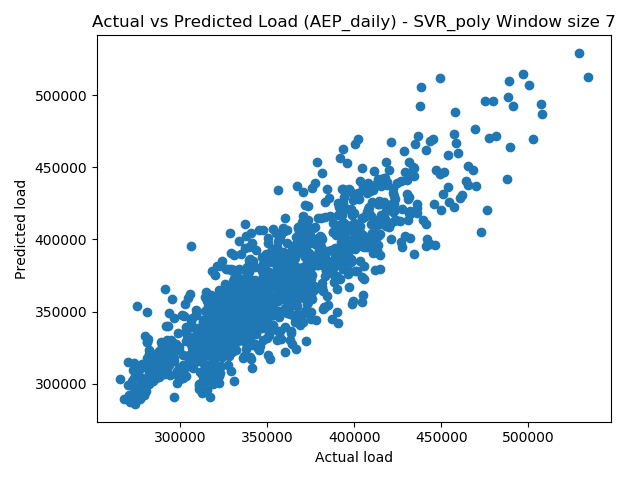 Actual vs Predicted Load (AEP_daily) - SVR_poly Window size 7
500000
450000
400000
350000
300000
Predicted load
300000 350000 400000 450000 500000
Actual load